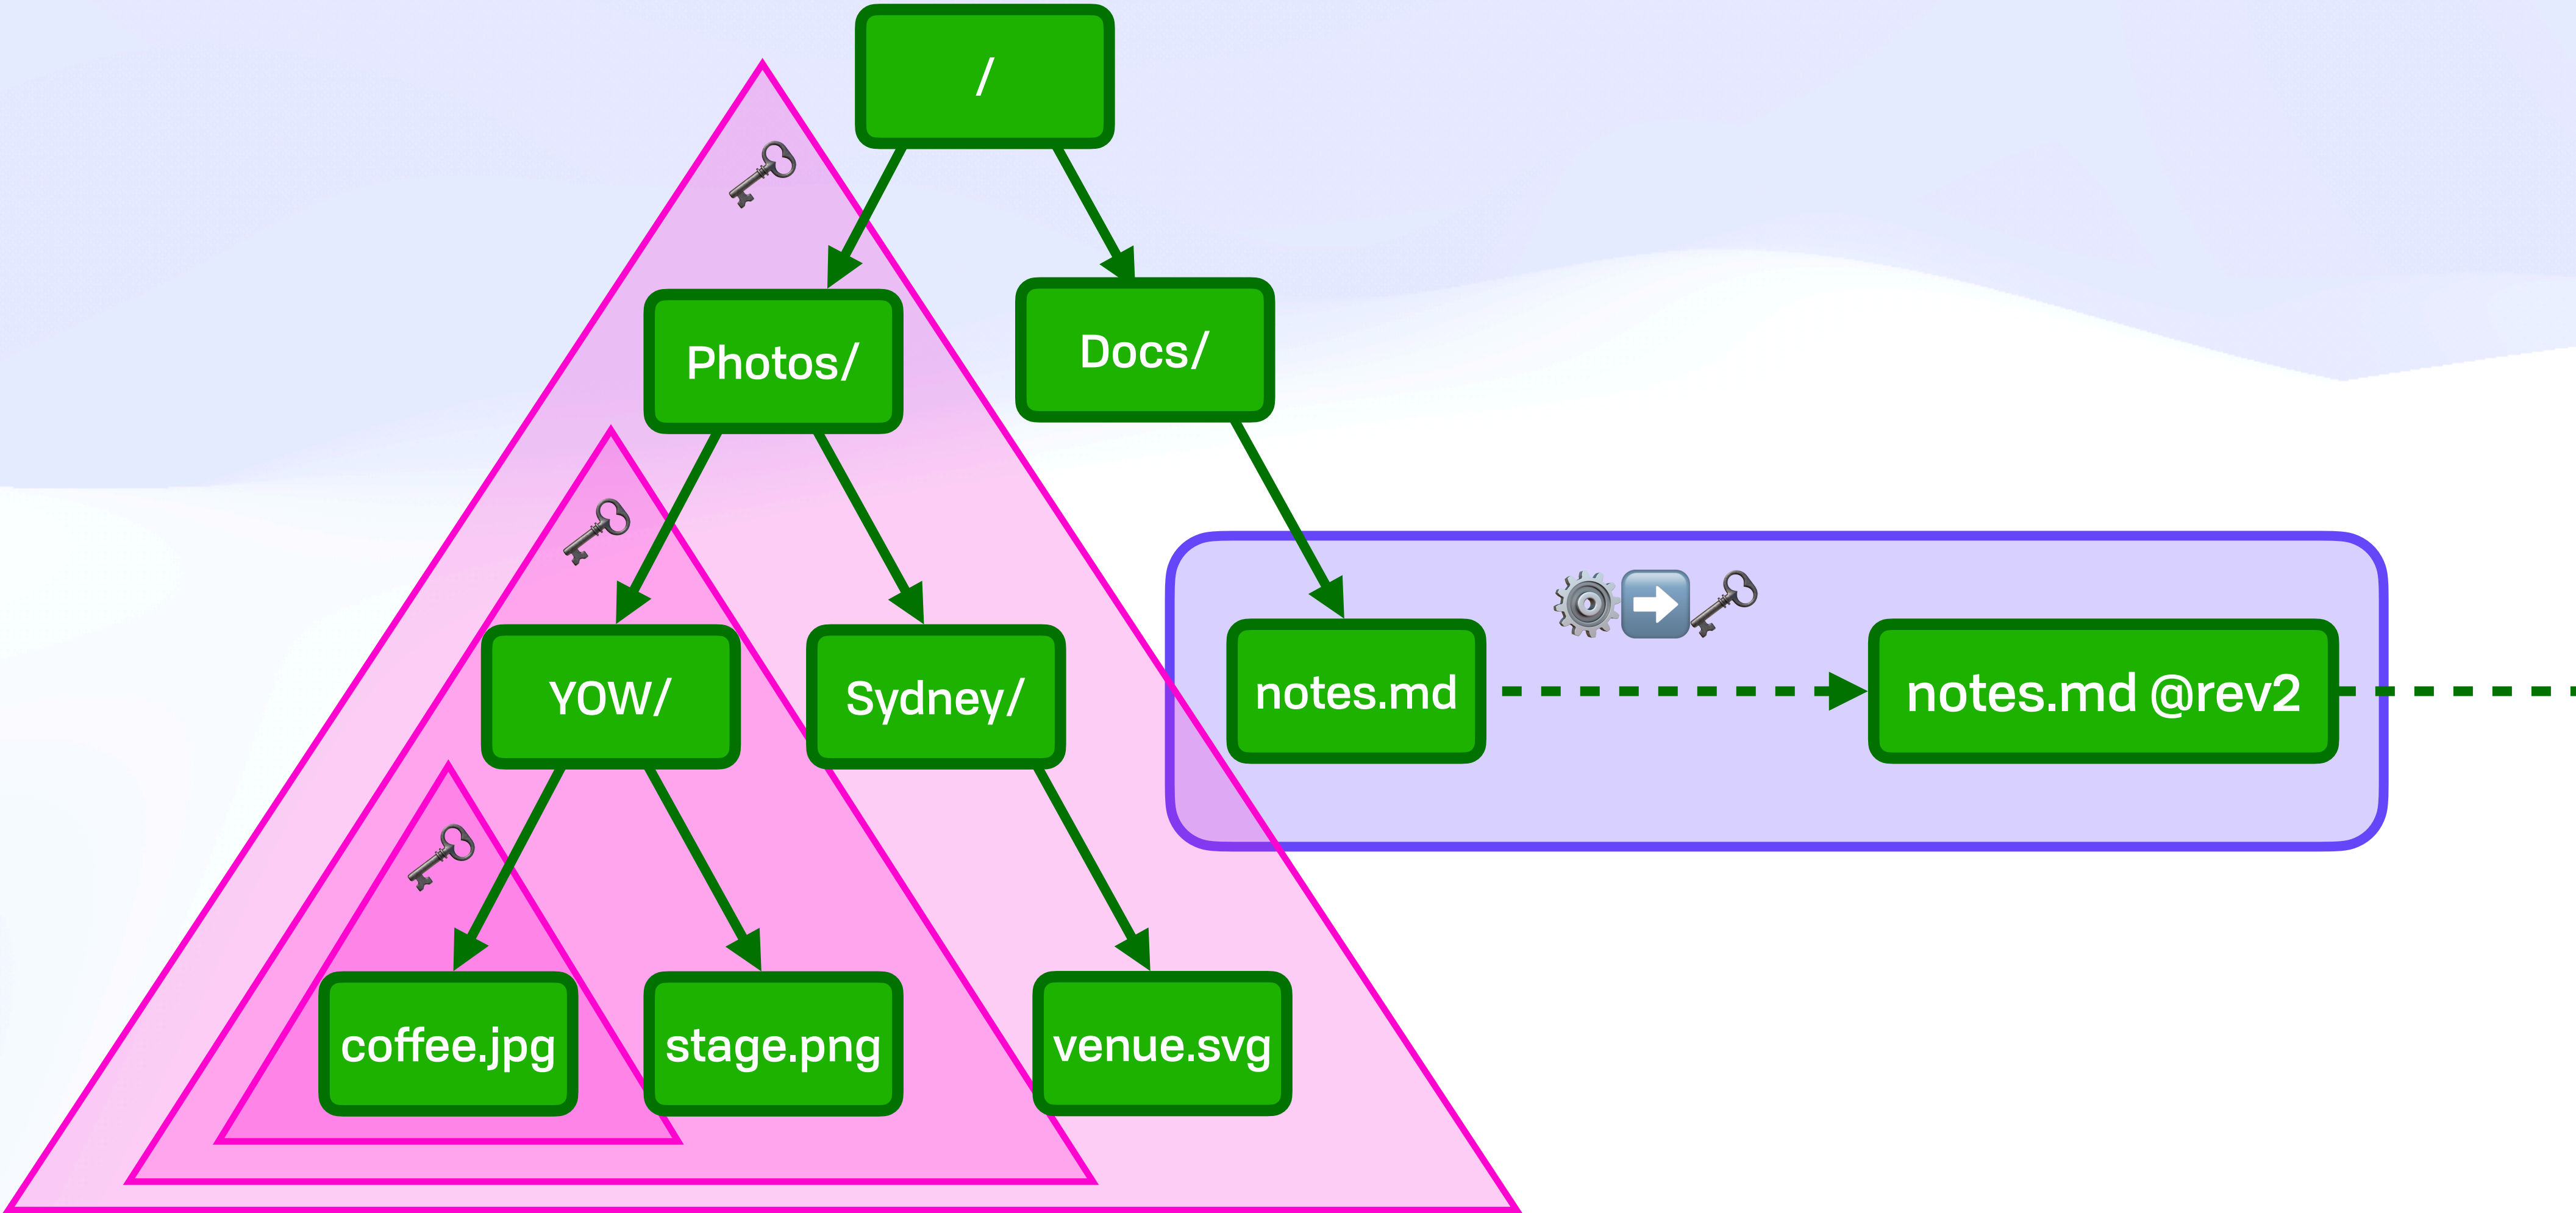 /
Photos/
Docs/
YOW/
Sydney/
notes.md
notes.md @rev2
coffee.jpg
stage.png
venue.svg